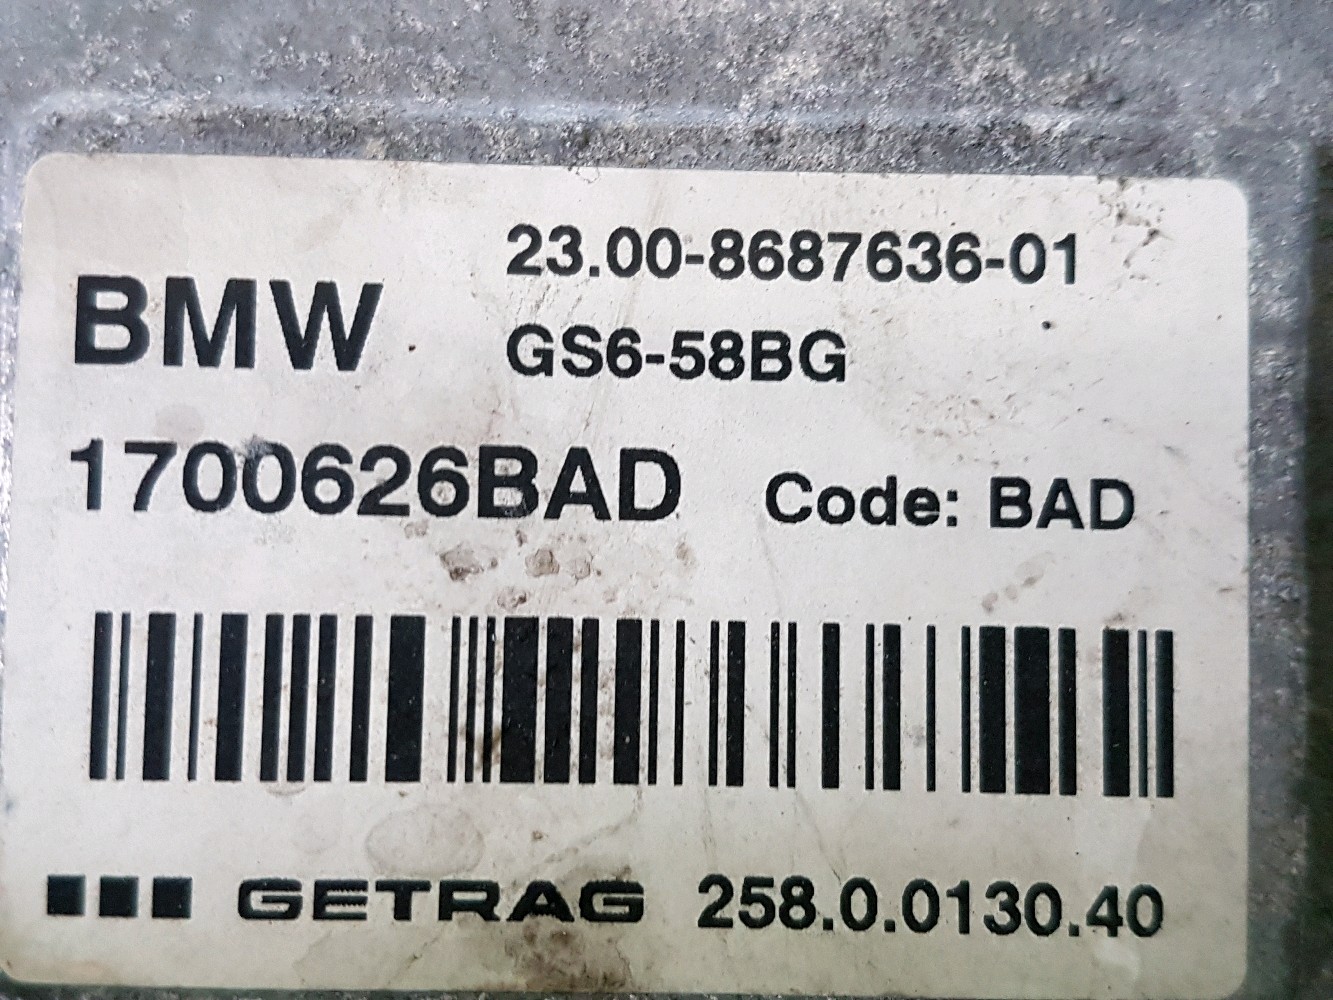 23.00-8687636-01
BMW GS6-58BG
1700626BAD Code: BAD
GETRAG 258.0.0130.40